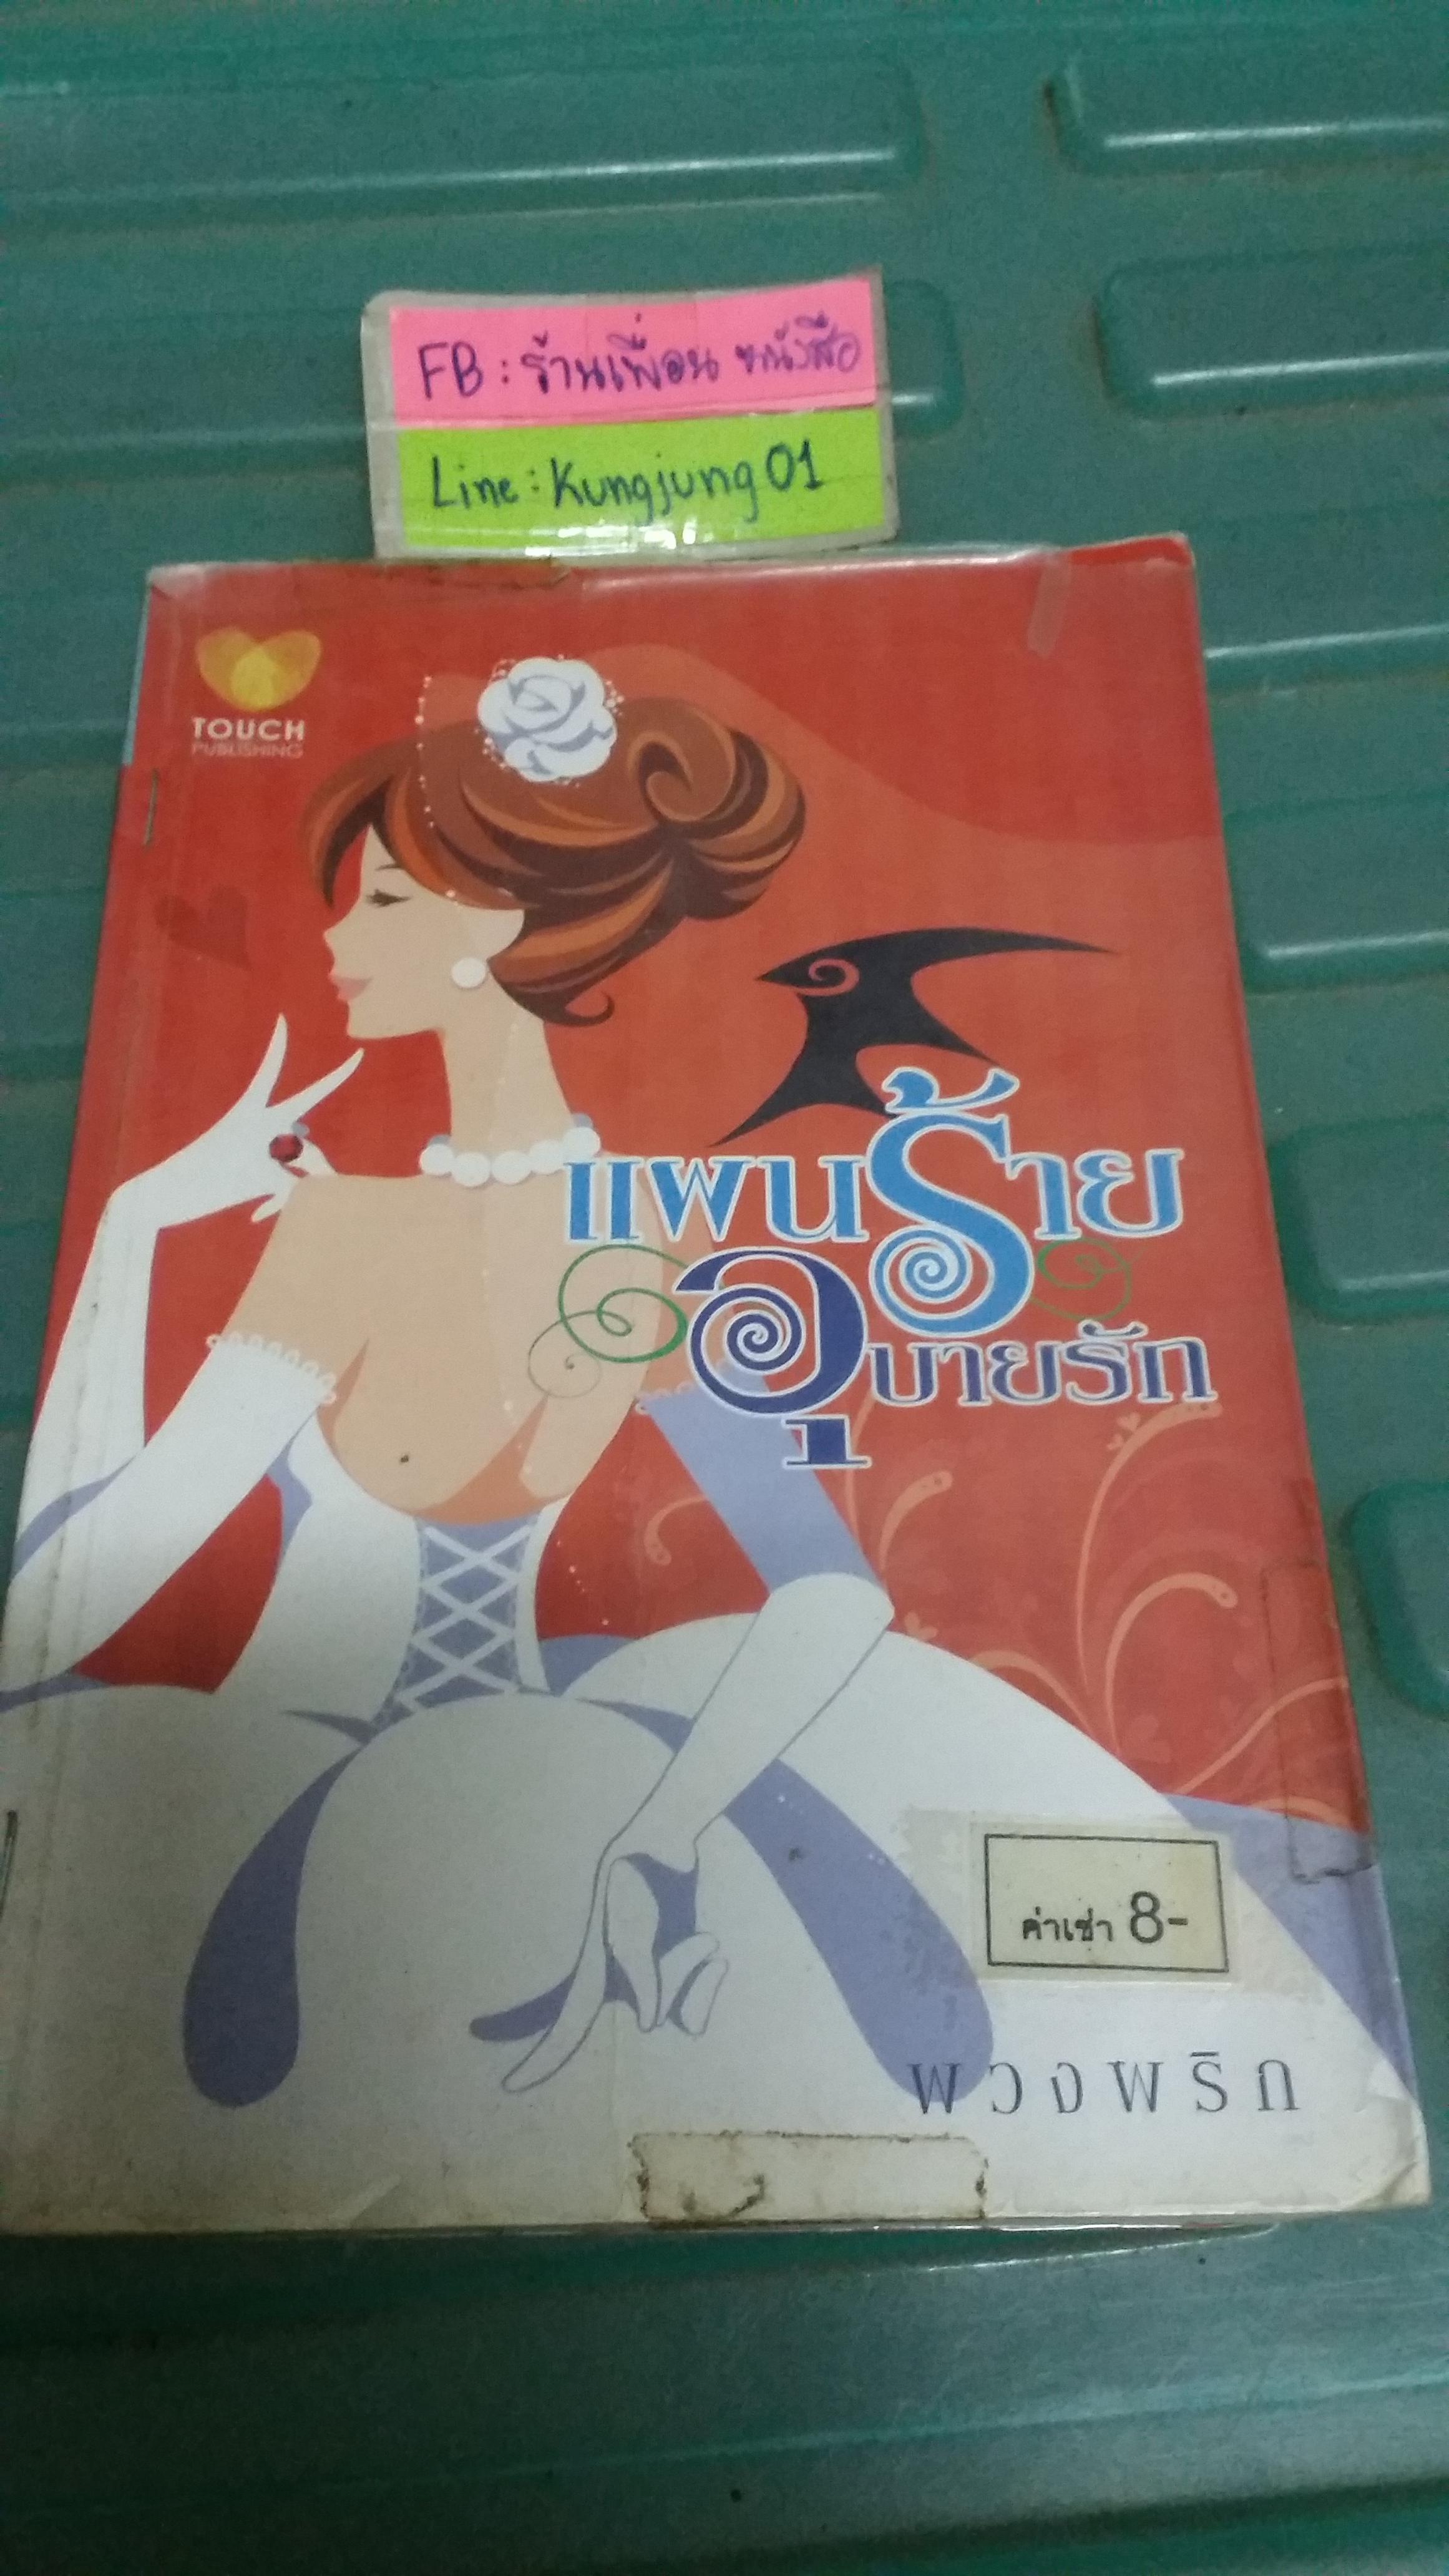 FB : ร้านเพื่อน หนังสือ
Line : Kungjung01
TOUCH
PUBLISHING
แผนร้าย
อุบายรัก
ค่าเช่า 8-
พวงพริก